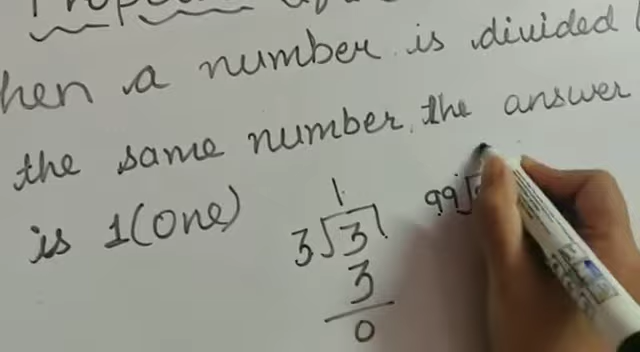 hen a number is divided
the same number, the answer
is 1(one)
1
3 3
3
0
99